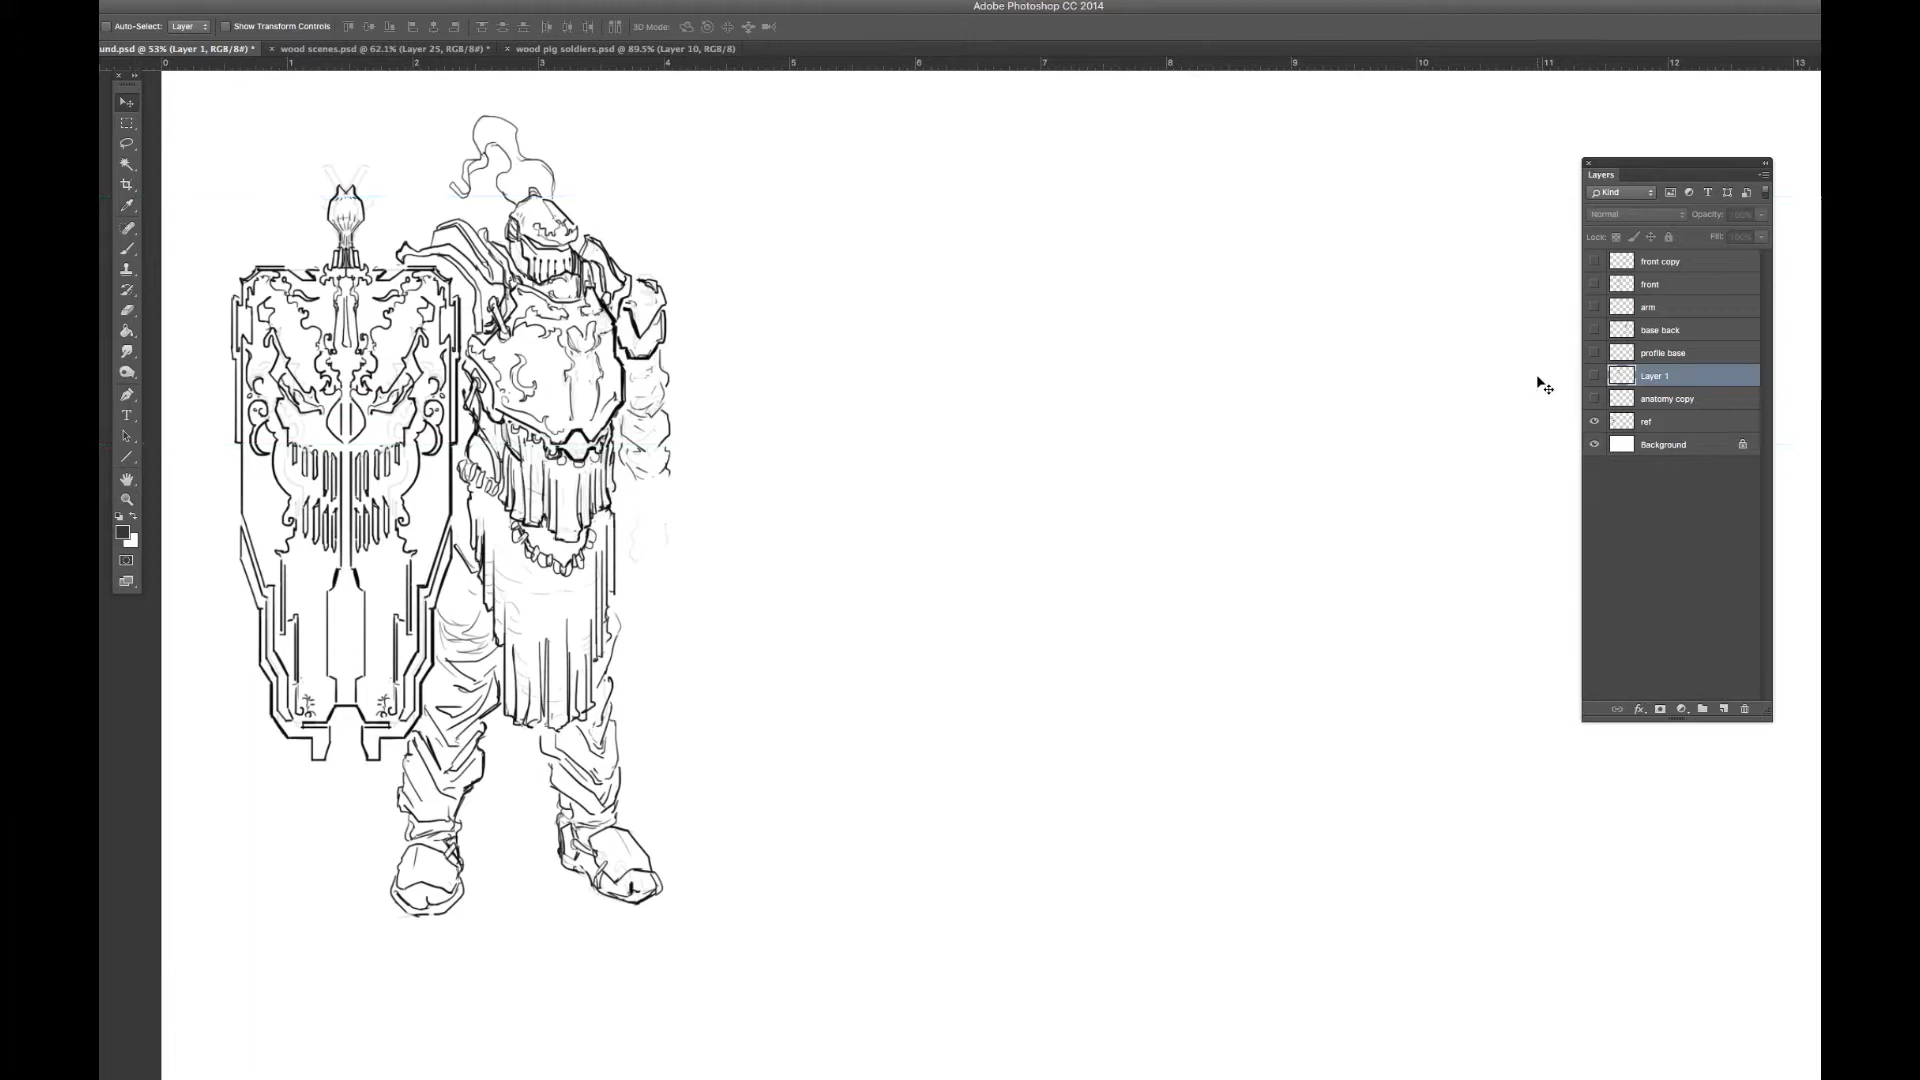 Adobe Photoshop CC 2014
Auto-Select: Layer Show Transform Controls 3D Mode:
und.psd @ 53% (Layer 1, RGB/8#) * × wood scenes.psd @ 62.1% (Layer 25, RGB/8#) * × wood pig soldiers.psd @ 89.5% (Layer 10, RGB/8)
0 1 2 3 4 5 6 7 8 9 10 11 12 13
Layers
Kind
Normal Opacity: 100%
Lock: Fill: 100%
front copy
front
arm
base back
profile base
Layer 1
anatomy copy
ref
Background